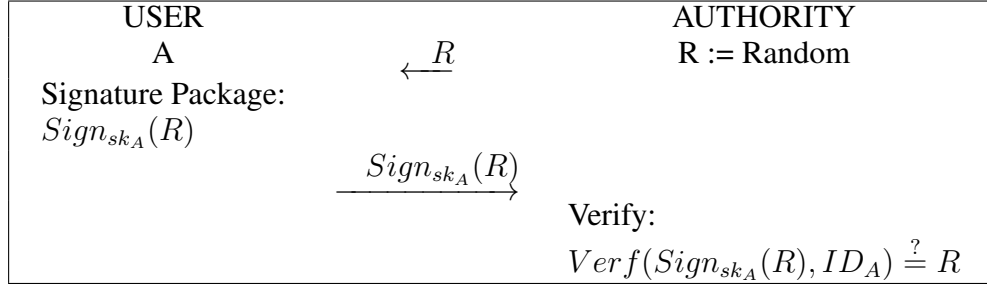 USER AUTHORITY
A R R := Random
←
Signature Package:
Sign_{sk_A}(R)
Sign_{sk_A}(R)
→
Verify:
Verf(Sign_{sk_A}(R), ID_A) ≟ R